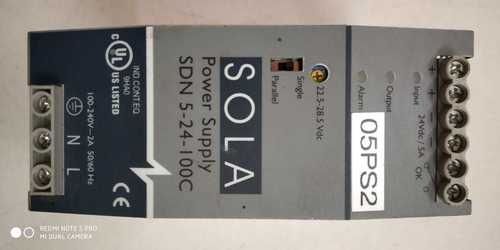 SOLA
Power Supply
SDN 5-24-100C
IND.CONT.EQ.
9HA0
C UL US LISTED
CE
100-240V~2A 50/60 Hz
N
L
Single
Parallel
22.5-28.5 Vdc
Input
Output
Alarm
24Vdc / 5A
OK
+
+
-
-
05PS2
REDMI NOTE 5 PRO
MI DUAL CAMERA